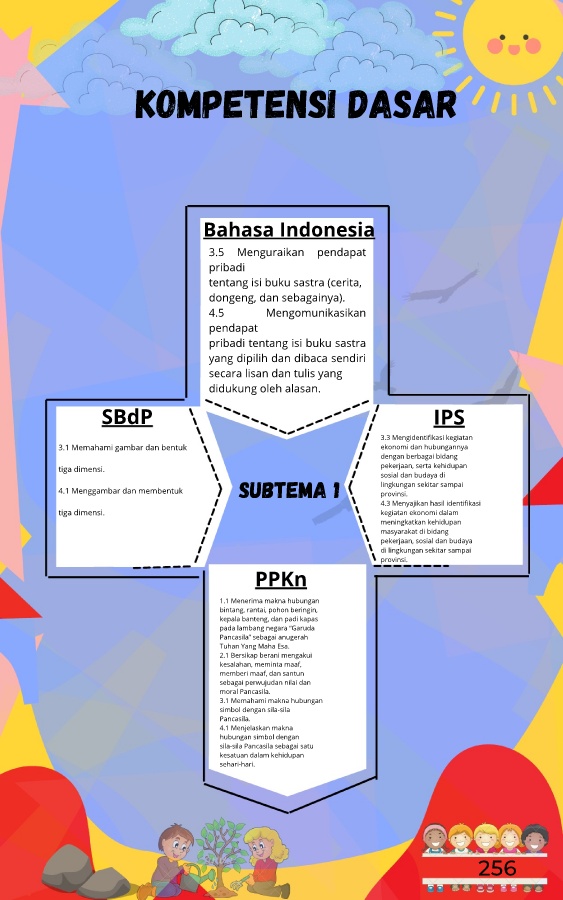 KOMPETENSI DASAR
Bahasa Indonesia
3.5 Menguraikan pendapat
pribadi
tentang isi buku sastra (cerita,
dongeng, dan sebagainya).
4.5 Mengomunikasikan
pendapat
pribadi tentang isi buku sastra
yang dipilih dan dibaca sendiri
secara lisan dan tulis yang
didukung oleh alasan.
SBdP
3.1 Memahami gambar dan bentuk
tiga dimensi.
4.1 Menggambar dan membentuk
tiga dimensi.
SUBTEMA 1
IPS
3.3 Mengidentifikasi kegiatan
ekonomi dan hubungannya
dengan berbagai bidang
pekerjaan, serta kehidupan
sosial dan budaya di
lingkungan sekitar sampai
provinsi.
4.3 Menyajikan hasil identifikasi
kegiatan ekonomi dalam
meningkatkan kehidupan
masyarakat di bidang
pekerjaan, sosial dan budaya
di lingkungan sekitar sampai
provinsi.
PPKn
1.1 Menerima makna hubungan
bintang, rantai, pohon beringin,
kepala banteng, dan padi kapas
pada lambang negara "Garuda
Pancasila" sebagai anugerah
Tuhan Yang Maha Esa.
2.1 Bersikap berani mengakui
kesalahan, meminta maaf,
memberi maaf, dan santun
sebagai perwujudan nilai dan
moral Pancasila.
3.1 Memahami makna hubungan
simbol dengan sila-sila
Pancasila.
4.1 Menjelaskan makna
hubungan simbol dengan
sila-sila Pancasila sebagai satu
kesatuan dalam kehidupan
sehari-hari.
256